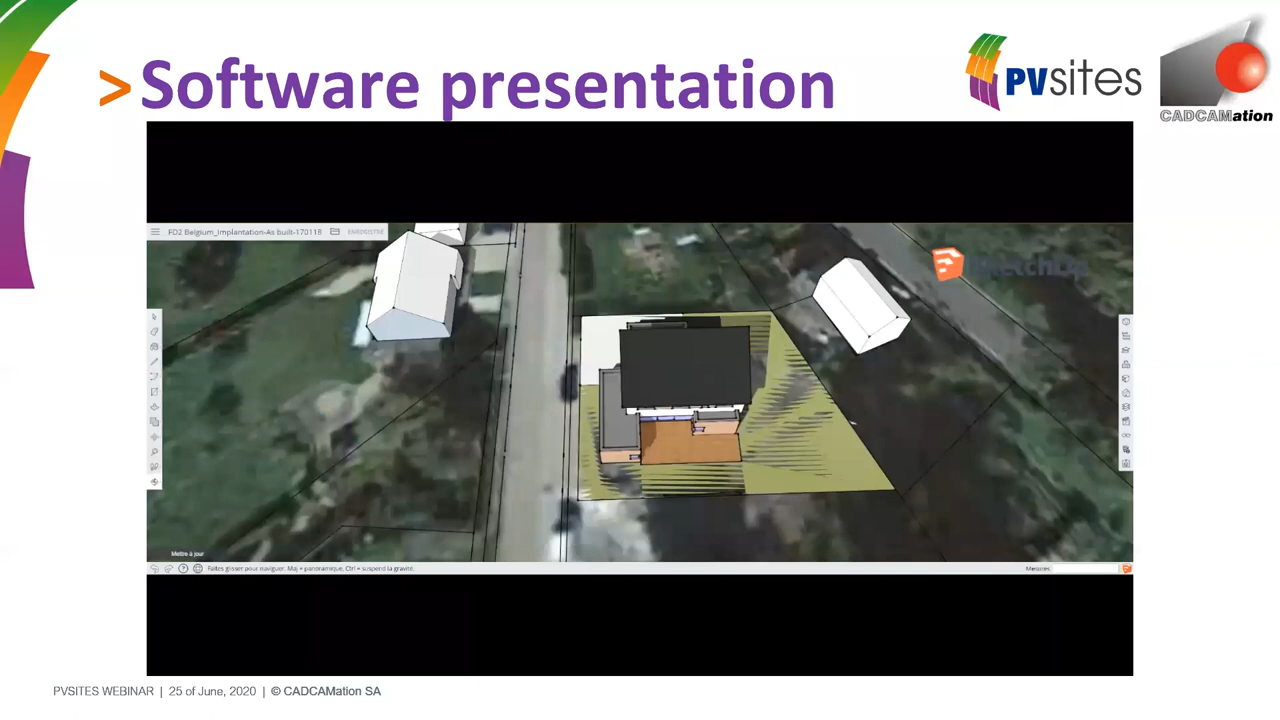 > Software presentation
PVsites
CADCAMation
FD2 Belgium_Implantation-As built-170118
ENREGISTRÉ
SketchUp
Mettre à jour
Faites glisser pour naviguer. Maj = panoramique, Ctrl = suspend la gravité.
Mesures
PVSITES WEBINAR | 25 of June, 2020 | © CADCAMation SA